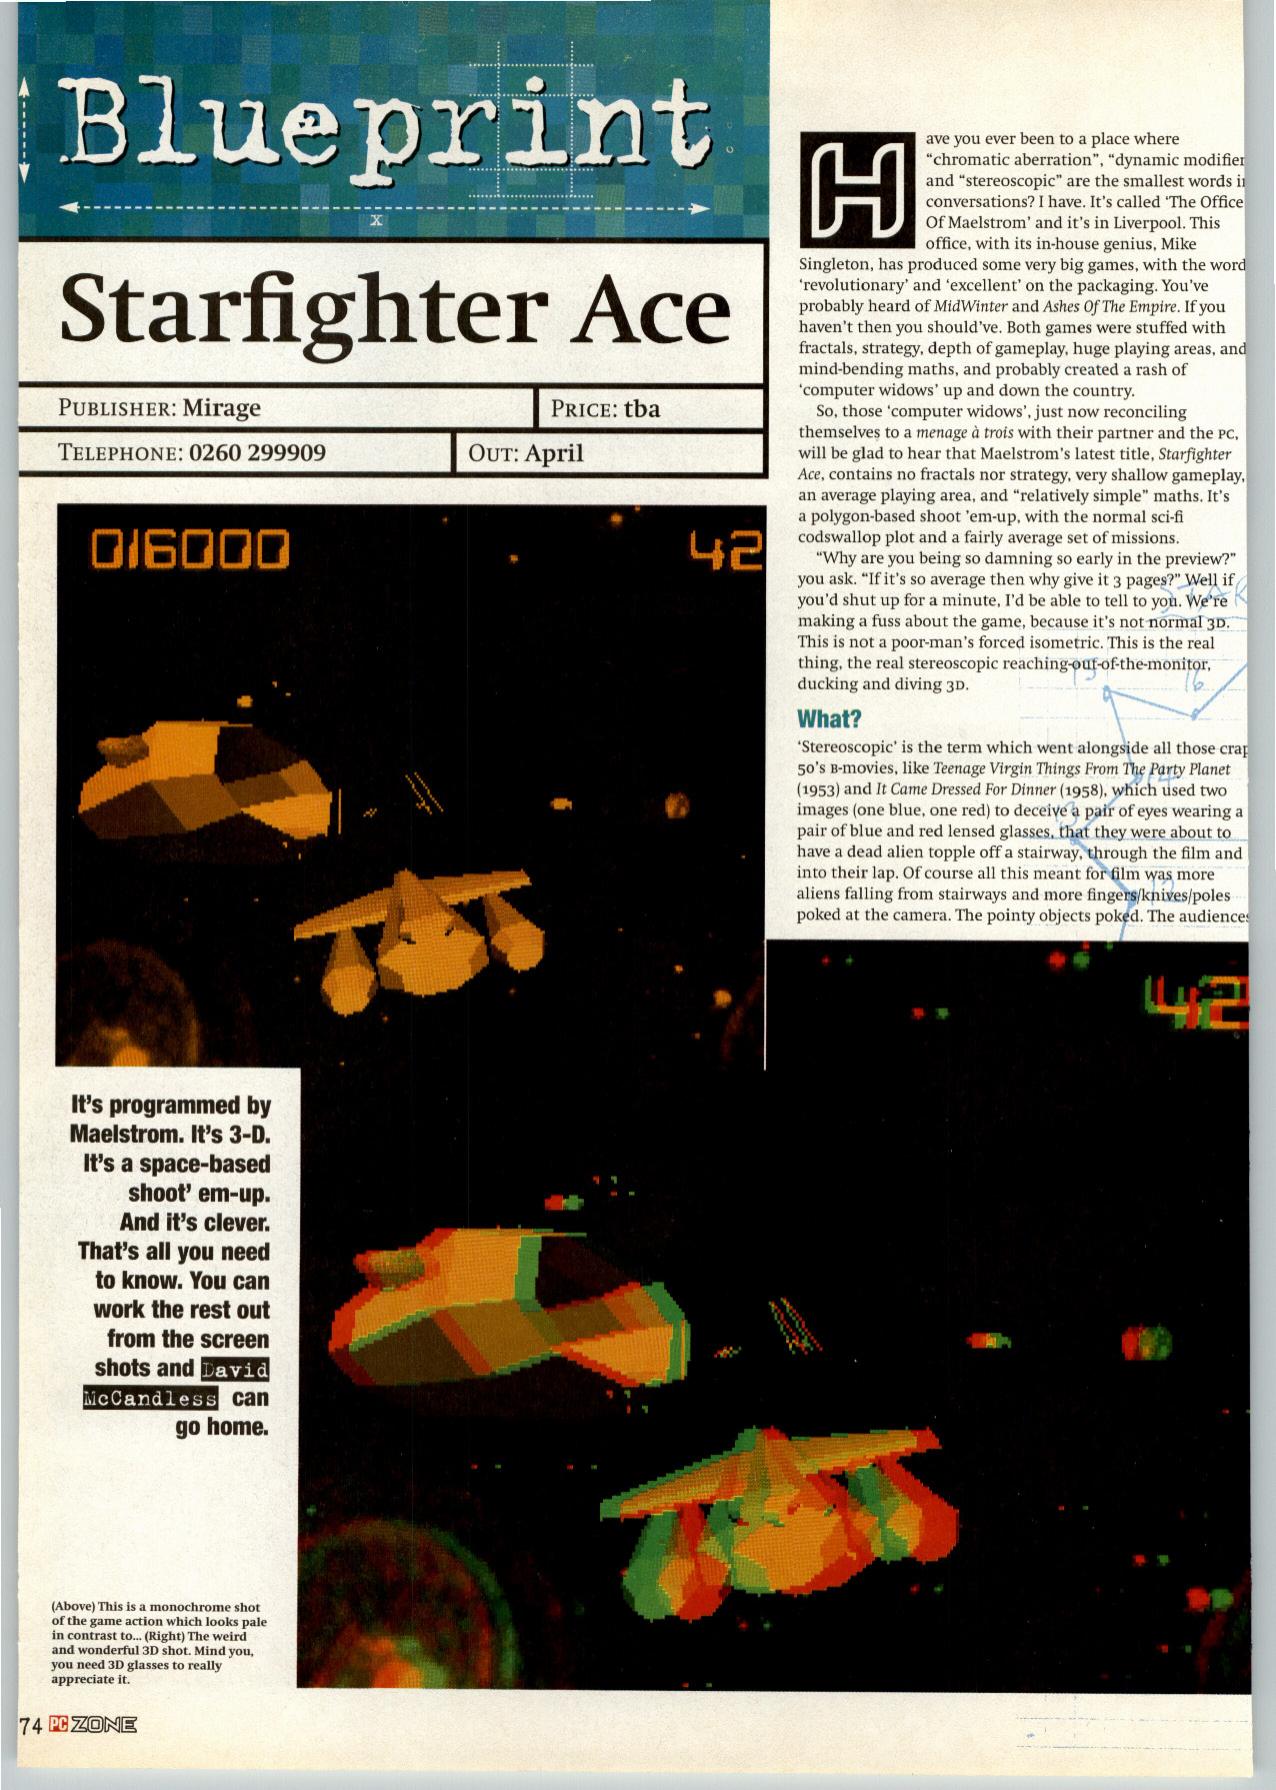 Blueprint
x
Starfighter Ace
PUBLISHER: Mirage
PRICE: tba
TELEPHONE: 0260 299909
OUT: April
016000
42
It's programmed by
Maelstrom. It's 3-D.
It's a space-based
shoot' em-up.
And it's clever.
That's all you need
to know. You can
work the rest out
from the screen
shots and David
McCandless can
go home.
(Above) This is a monochrome shot
of the game action which looks pale
in contrast to... (Right) The weird
and wonderful 3D shot. Mind you,
you need 3D glasses to really
appreciate it.
Have you ever been to a place where
“chromatic aberration”, “dynamic modifier
and “stereoscopic” are the smallest words in
conversations? I have. It's called ‘The Office
Of Maelstrom’ and it's in Liverpool. This
office, with its in-house genius, Mike
Singleton, has produced some very big games, with the word
‘revolutionary’ and ‘excellent’ on the packaging. You've
probably heard of MidWinter and Ashes Of The Empire. If you
haven't then you should've. Both games were stuffed with
fractals, strategy, depth of gameplay, huge playing areas, and
mind-bending maths, and probably created a rash of
‘computer widows’ up and down the country.
So, those ‘computer widows’, just now reconciling
themselves to a menage à trois with their partner and the PC,
will be glad to hear that Maelstrom's latest title, Starfighter
Ace, contains no fractals nor strategy, very shallow gameplay,
an average playing area, and “relatively simple” maths. It's
a polygon-based shoot 'em-up, with the normal sci-fi
codswallop plot and a fairly average set of missions.
“Why are you being so damning so early in the preview?”
you ask. “If it's so average then why give it 3 pages?” Well if
you'd shut up for a minute, I'd be able to tell to you. We're
making a fuss about the game, because it's not normal 3D.
This is not a poor-man's forced isometric. This is the real
thing, the real stereoscopic reaching-out-of-the-monitor,
ducking and diving 3D.
What?
‘Stereoscopic’ is the term which went alongside all those crap
50's B-movies, like Teenage Virgin Things From The Party Planet
(1953) and It Came Dressed For Dinner (1958), which used two
images (one blue, one red) to deceive a pair of eyes wearing a
pair of blue and red lensed glasses, that they were about to
have a dead alien topple off a stairway, through the film and
into their lap. Of course all this meant for film was more
aliens falling from stairways and more fingers/knives/poles
poked at the camera. The pointy objects poked. The audiences
STAR
15
16
14
13
12
42
74 PC ZONE